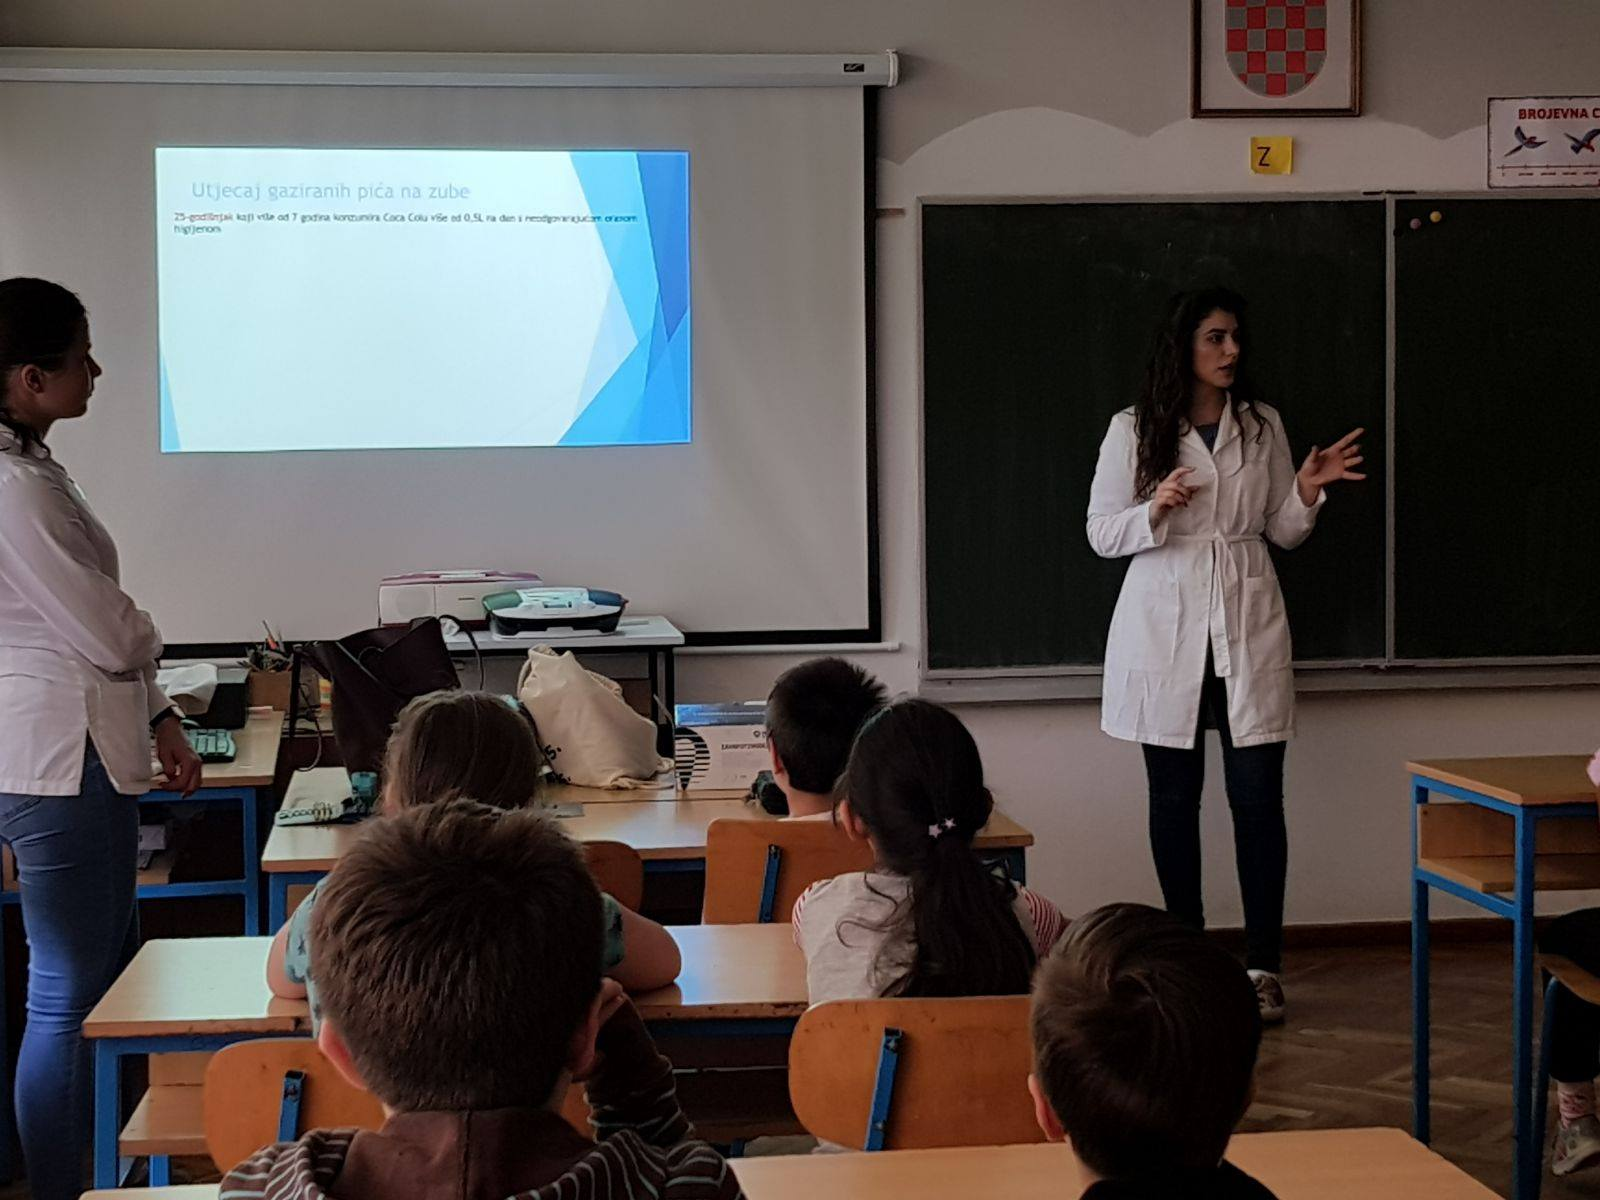 BROJEVNA C
Z
Utjecaj gaziranih pića na zube
25-godišnjak koji više od 7 godina konzumira Coca Colu više od 0,5L na dan s neodgovarajućom oralnom
higijenom